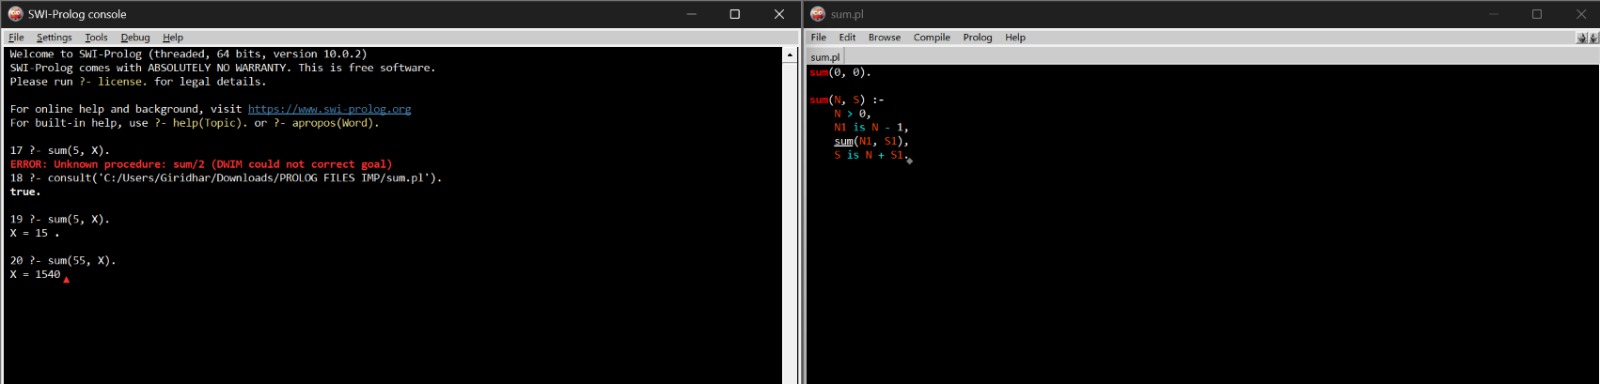 SWI-Prolog console
File Settings Tools Debug Help
Welcome to SWI-Prolog (threaded, 64 bits, version 10.0.2)
SWI-Prolog comes with ABSOLUTELY NO WARRANTY. This is free software.
Please run ?- license. for legal details.
For online help and background, visit https://www.swi-prolog.org
For built-in help, use ?- help(Topic). or ?- apropos(Word).
17 ?- sum(5, X).
ERROR: Unknown procedure: sum/2 (DWIM could not correct goal)
18 ?- consult('C:/Users/Giridhar/Downloads/PROLOG FILES IMP/sum.pl').
true.
19 ?- sum(5, X).
X = 15 .
20 ?- sum(55, X).
X = 1540
sum.pl
File Edit Browse Compile Prolog Help
sum.pl
sum(0, 0).
sum(N, S) :-
N > 0,
N1 is N - 1,
sum(N1, S1),
S is N + S1.